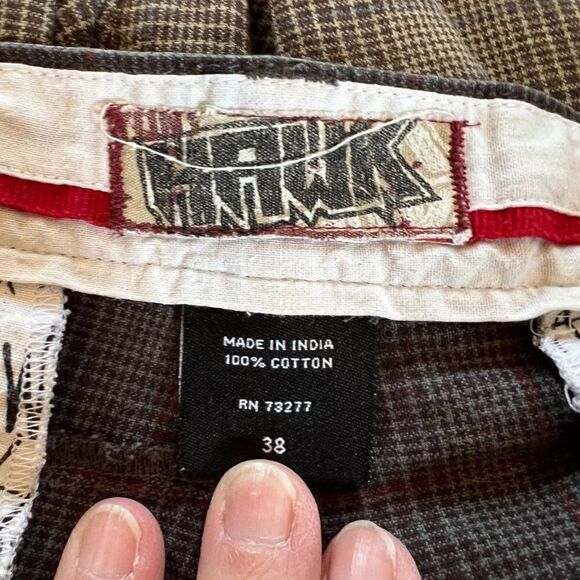 HAWK
MADE IN INDIA
100% COTTON
RN 73277
38